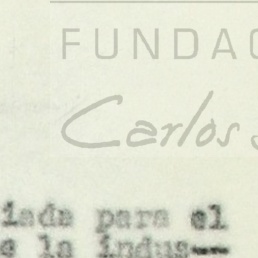 FUNDAC
Carlos
iada para el
e la indus--